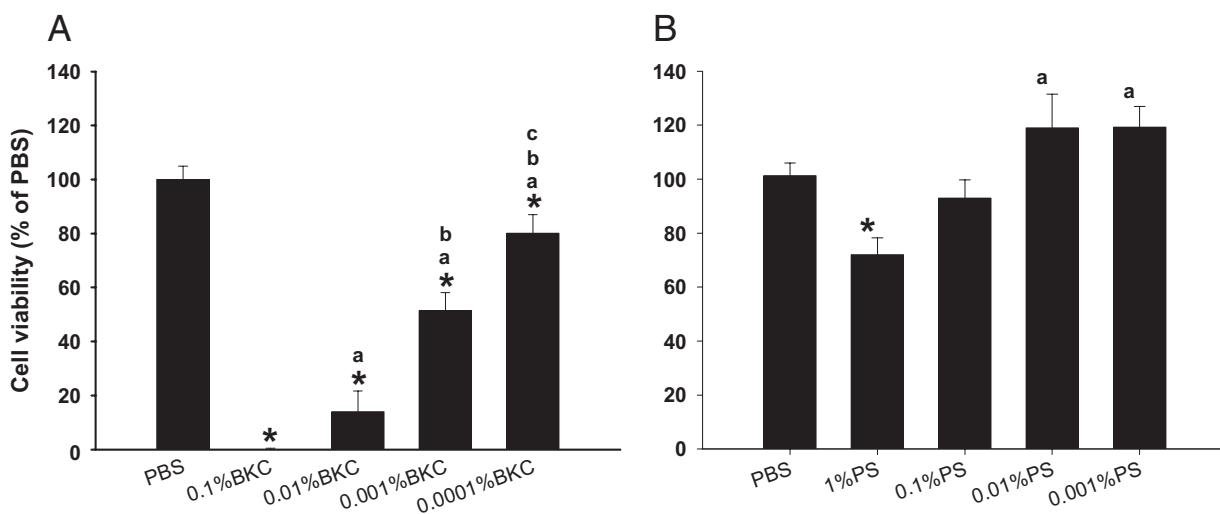 A
Cell viability (% of PBS)
140
120
100
80
60
40
20
0
c
b
a
*
b
a
*
a
*
*
PBS
0.1%BKC
0.01%BKC
0.001%BKC
0.0001%BKC
B
140
120
100
80
60
40
20
0
*
a
a
PBS
1%PS
0.1%PS
0.01%PS
0.001%PS